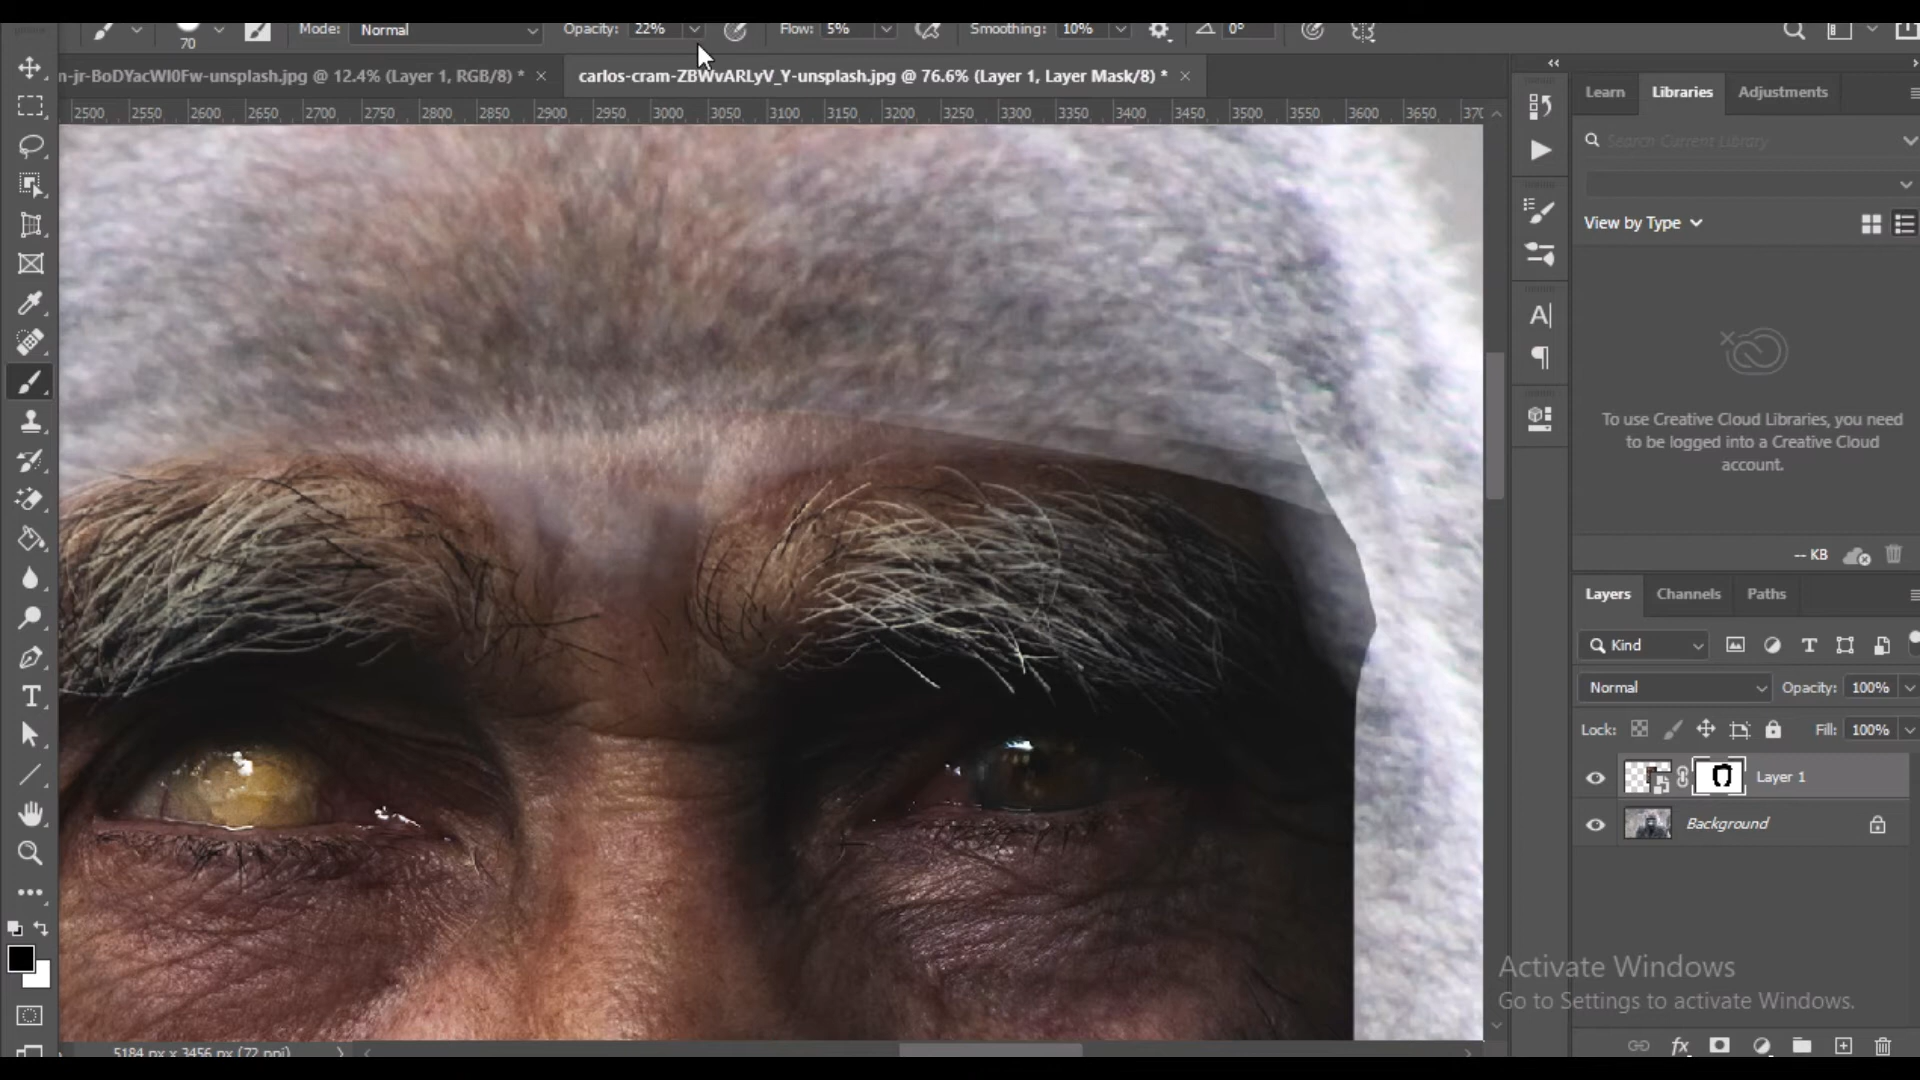 70
Mode: Normal
Opacity: 22%
Flow: 5%
Smoothing: 10%
0°
n-jr-BoDYacWl0Fw-unsplash.jpg @ 12.4% (Layer 1, RGB/8) * ×
carlos-cram-ZBWvARLyV_Y-unsplash.jpg @ 76.6% (Layer 1, Layer Mask/8) * ×
2500 2550 2600 2650 2700 2750 2800 2850 2900 2950 3000 3050 3100 3150 3200 3250 3300 3350 3400 3450 3500 3550 3600 3650 370
Learn Libraries Adjustments
Search Current Library
View by Type
To use Creative Cloud Libraries, you need
to be logged into a Creative Cloud
account.
-- KB
Layers Channels Paths
Kind
Normal Opacity: 100%
Lock: Fill: 100%
Layer 1
Background
Activate Windows
Go to Settings to activate Windows.
5184 px x 3456 px (72 ppi)